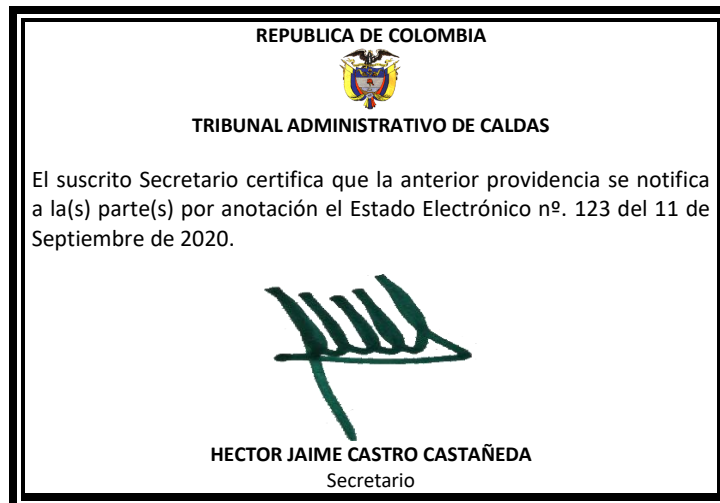 REPUBLICA DE COLOMBIA
TRIBUNAL ADMINISTRATIVO DE CALDAS
El suscrito Secretario certifica que la anterior providencia se notifica
a la(s) parte(s) por anotación el Estado Electrónico nº. 123 del 11 de
Septiembre de 2020.
HECTOR JAIME CASTRO CASTAÑEDA
Secretario